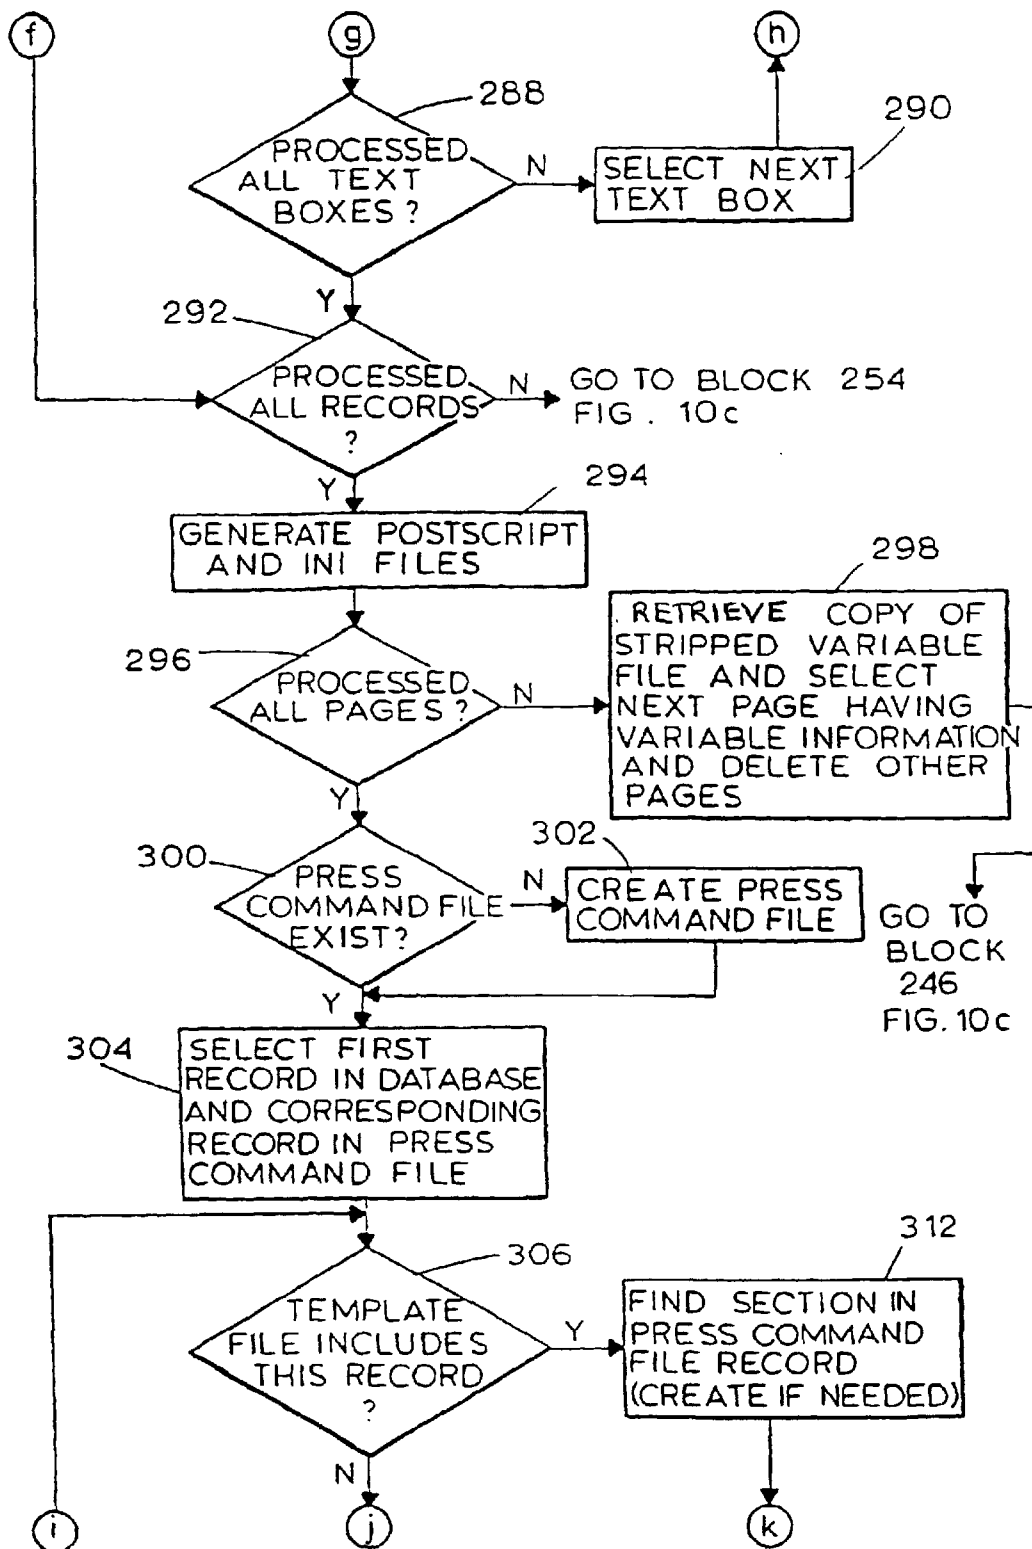 f
g
h
288
PROCESSED
ALL TEXT
BOXES?
N
290
SELECT NEXT
TEXT BOX
Y
292
PROCESSED
ALL RECORDS
?
N
GO TO BLOCK 254
FIG. 10c
Y
294
GENERATE POSTSCRIPT
AND INI FILES
296
PROCESSED
ALL PAGES?
N
298
RETRIEVE COPY OF
STRIPPED VARIABLE
FILE AND SELECT
NEXT PAGE HAVING
VARIABLE INFORMATION
AND DELETE OTHER
PAGES
Y
300
PRESS
COMMAND FILE
EXIST?
N
302
CREATE PRESS
COMMAND FILE
GO TO
BLOCK
246
FIG. 10c
Y
304
SELECT FIRST
RECORD IN DATABASE
AND CORRESPONDING
RECORD IN PRESS
COMMAND FILE
306
TEMPLATE
FILE INCLUDES
THIS RECORD
?
Y
312
FIND SECTION IN
PRESS COMMAND
FILE RECORD
(CREATE IF NEEDED)
N
i
j
k